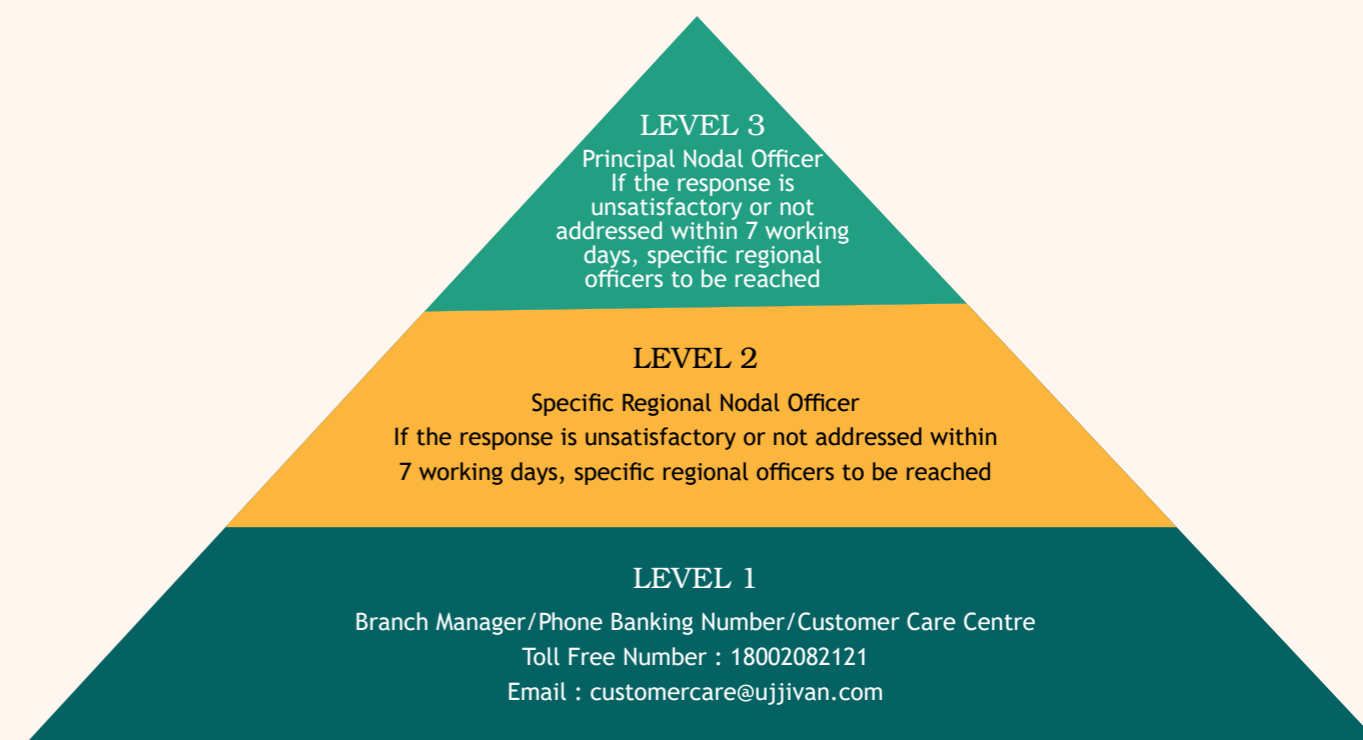 LEVEL 3
Principal Nodal Officer
If the response is
unsatisfactory or not
addressed within 7 working
days, specific regional
officers to be reached
LEVEL 2
Specific Regional Nodal Officer
If the response is unsatisfactory or not addressed within
7 working days, specific regional officers to be reached
LEVEL 1
Branch Manager/Phone Banking Number/Customer Care Centre
Toll Free Number : 18002082121
Email : customercare@ujjivan.com